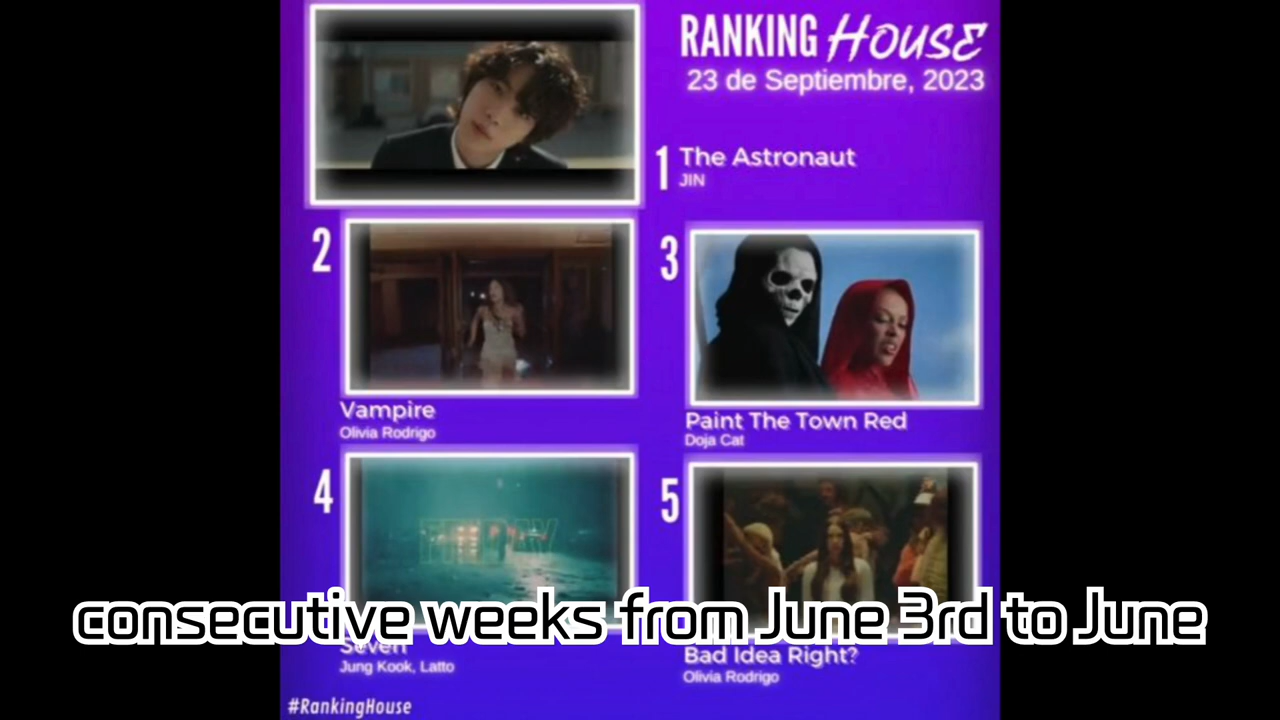 RANKING HOUSE
23 de Septiembre, 2023
1 The Astronaut
JIN
2
3
Vampire
Olivia Rodrigo
Paint The Town Red
Doja Cat
4
5
FRIDAY
consecutive weeks from June 3rd to June
Seven
Jung Kook, Latto
Bad Idea Right?
Olivia Rodrigo
#RankingHouse